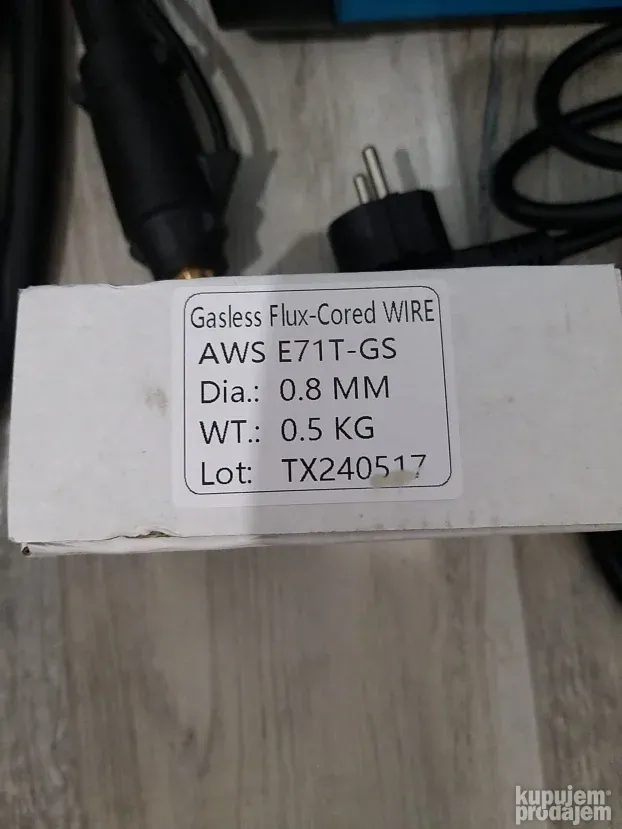 Gasless Flux-Cored WIRE
AWS E71T-GS
Dia.: 0.8 MM
WT.: 0.5 KG
Lot: TX240517
kupujem
prodajem